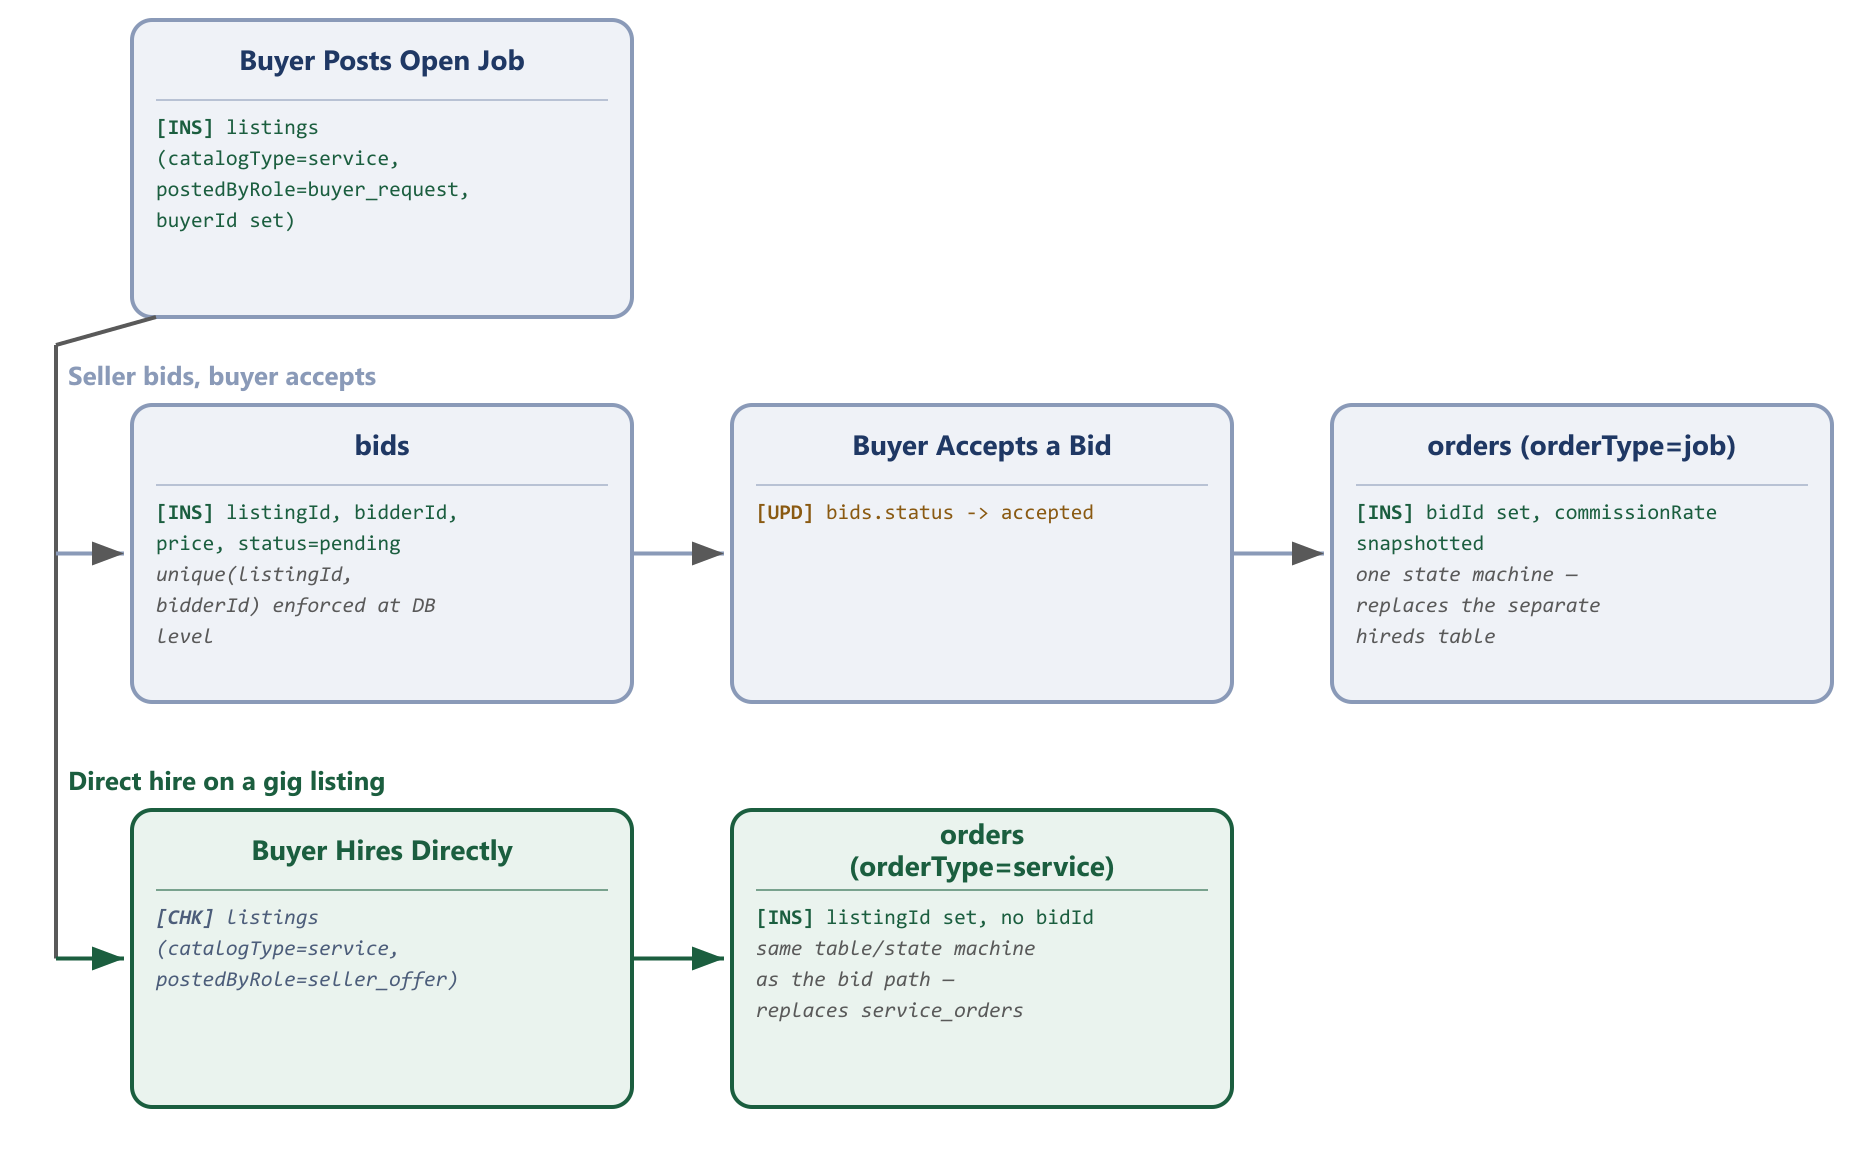 Buyer Posts Open Job
[INS] listings
(catalogType=service,
postedByRole=buyer_request,
buyerId set)
Seller bids, buyer accepts
bids
[INS] listingId, bidderId,
price, status=pending
unique(listingId,
bidderId) enforced at DB
level
Buyer Accepts a Bid
[UPD] bids.status -> accepted
orders (orderType=job)
[INS] bidId set, commissionRate
snapshotted
one state machine —
replaces the separate
hireds table
Direct hire on a gig listing
Buyer Hires Directly
[CHK] listings
(catalogType=service,
postedByRole=seller_offer)
orders
(orderType=service)
[INS] listingId set, no bidId
same table/state machine
as the bid path —
replaces service_orders